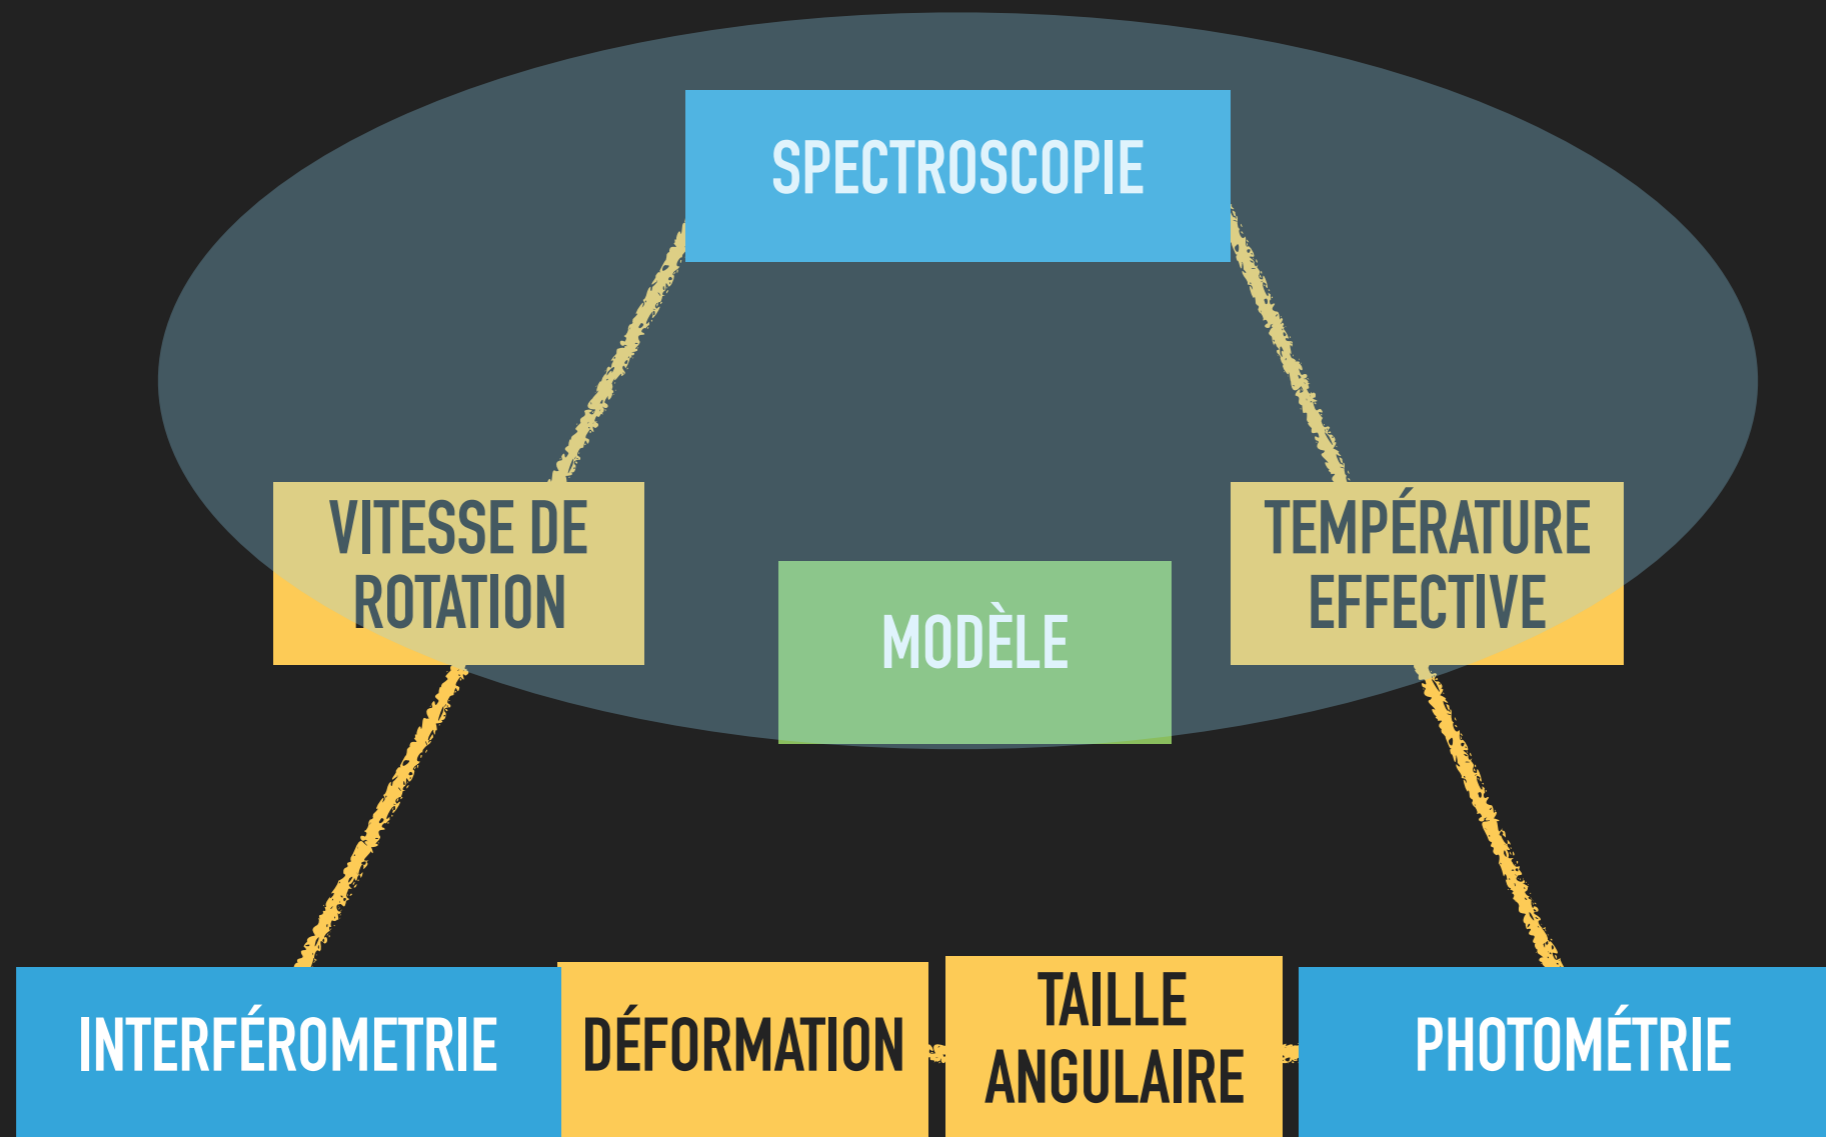 SPECTROSCOPIE
VITESSE DE
ROTATION
TEMPÉRATURE
EFFECTIVE
MODÈLE
INTERFÉROMETRIE
DÉFORMATION
TAILLE
ANGULAIRE
PHOTOMÉTRIE